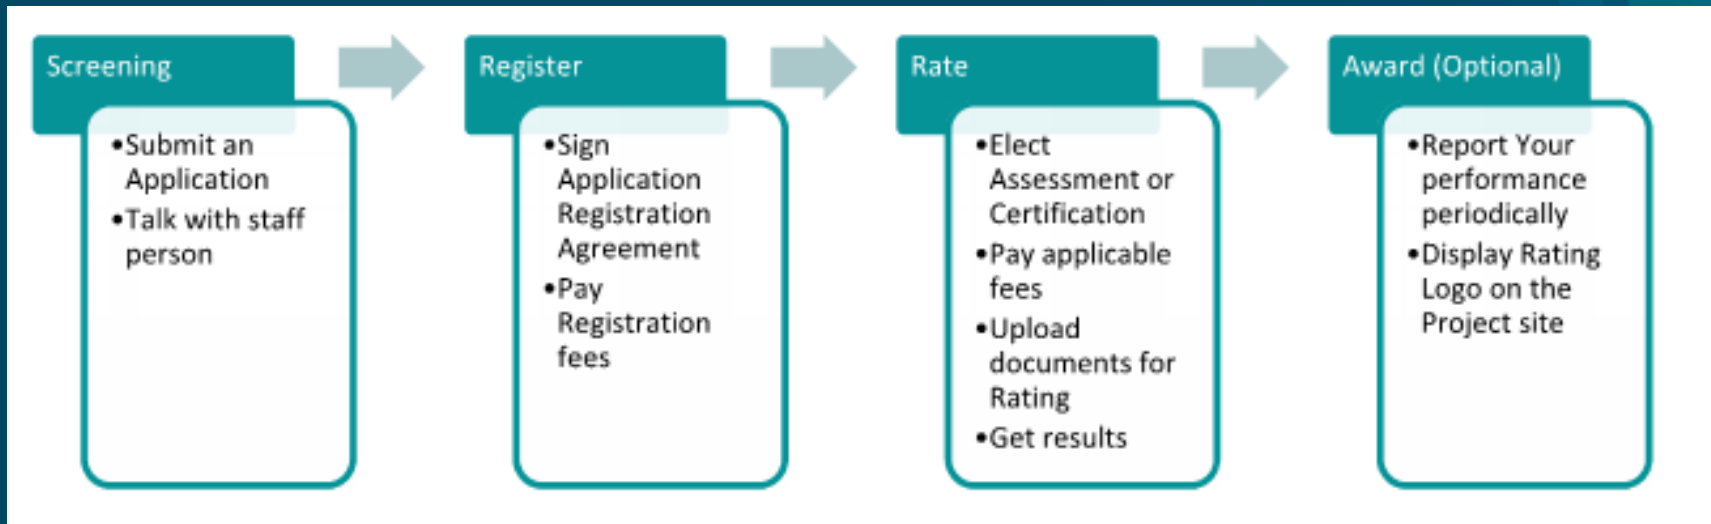 Screening
•Submit an
Application
•Talk with staff
person
Register
•Sign
Application
Registration
Agreement
•Pay
Registration
fees
Rate
•Elect
Assessment or
Certification
•Pay applicable
fees
•Upload
documents for
Rating
•Get results
Award (Optional)
•Report Your
performance
periodically
•Display Rating
Logo on the
Project site